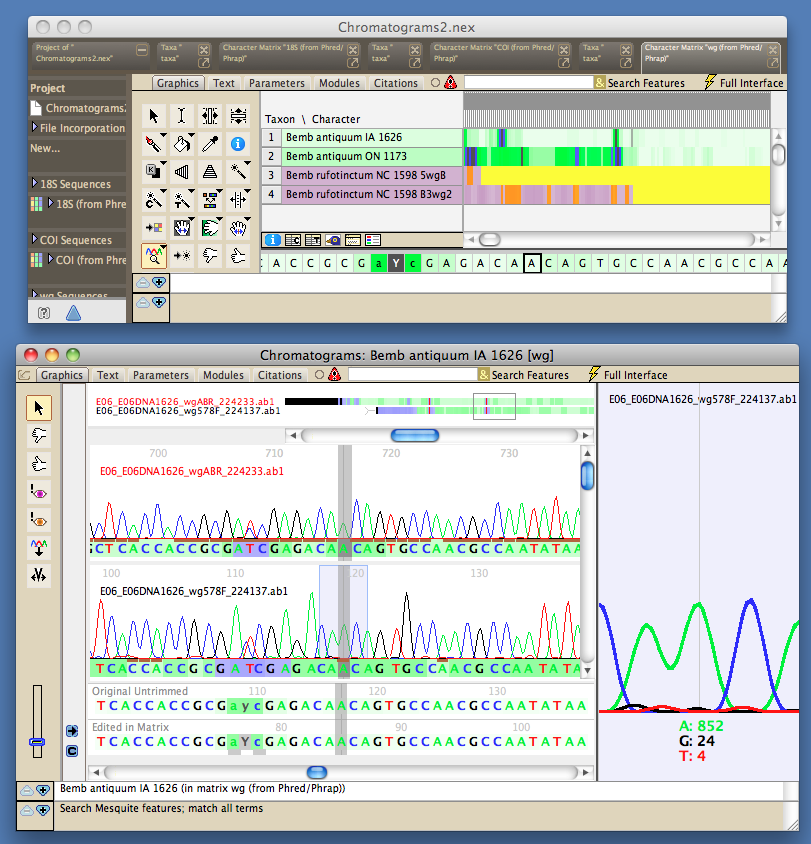 Chromatograms2.nex
Project of "
Chromatograms2.nex"
Taxa "
taxa"
Character Matrix "18S (from Phred/
Phrap)"
Taxa "
taxa"
Character Matrix "COI (from Phred/
Phrap)"
Taxa "
taxa"
Character Matrix "wg (from Phred/
Phrap)"
Graphics Text Parameters Modules Citations & Search Features Full Interface
Project
Chromatograms2
File Incorporation
New...
18S Sequences
18S (from Phre
COI Sequences
COI (from Phre
wg Sequences
Taxon \ Character
1 Bemb antiquum IA 1626
2 Bemb antiquum ON 1173
3 Bemb rufotinctum NC 1598 5wgB
4 Bemb rufotinctum NC 1598 B3wg2
A C C G C G a Y c G A G A C A A C A G T G C C A A C G C C A A
Chromatograms: Bemb antiquum IA 1626 [wg]
Graphics Text Parameters Modules Citations & Search Features Full Interface
E06_E06DNA1626_wgABR_224233.ab1
E06_E06DNA1626_wg578F_224137.ab1
E06_E06DNA1626_wg578F_224137.ab1
700 710 720 730
E06_E06DNA1626_wgABR_224233.ab1
GCTCACCACCGCGATCGAGACAACAGTGCCAACGCCAATATAA
100 110 120 130
E06_E06DNA1626_wg578F_224137.ab1
TCACCACCGCGATCGAGACAACAGTGCCAACGCCAATATA
Original Untrimmed 110 120 130
TCACCACCGCGaycGAGACAACAGTGCCAACGCCAATATAA
Edited in Matrix 80 90 100
TCACCACCGCGaYcGAGACAACAGTGCCAACGCCAATATAA
A: 852
G: 24
T: 4
Bemb antiquum IA 1626 (in matrix wg (from Phred/Phrap))
Search Mesquite features; match all terms